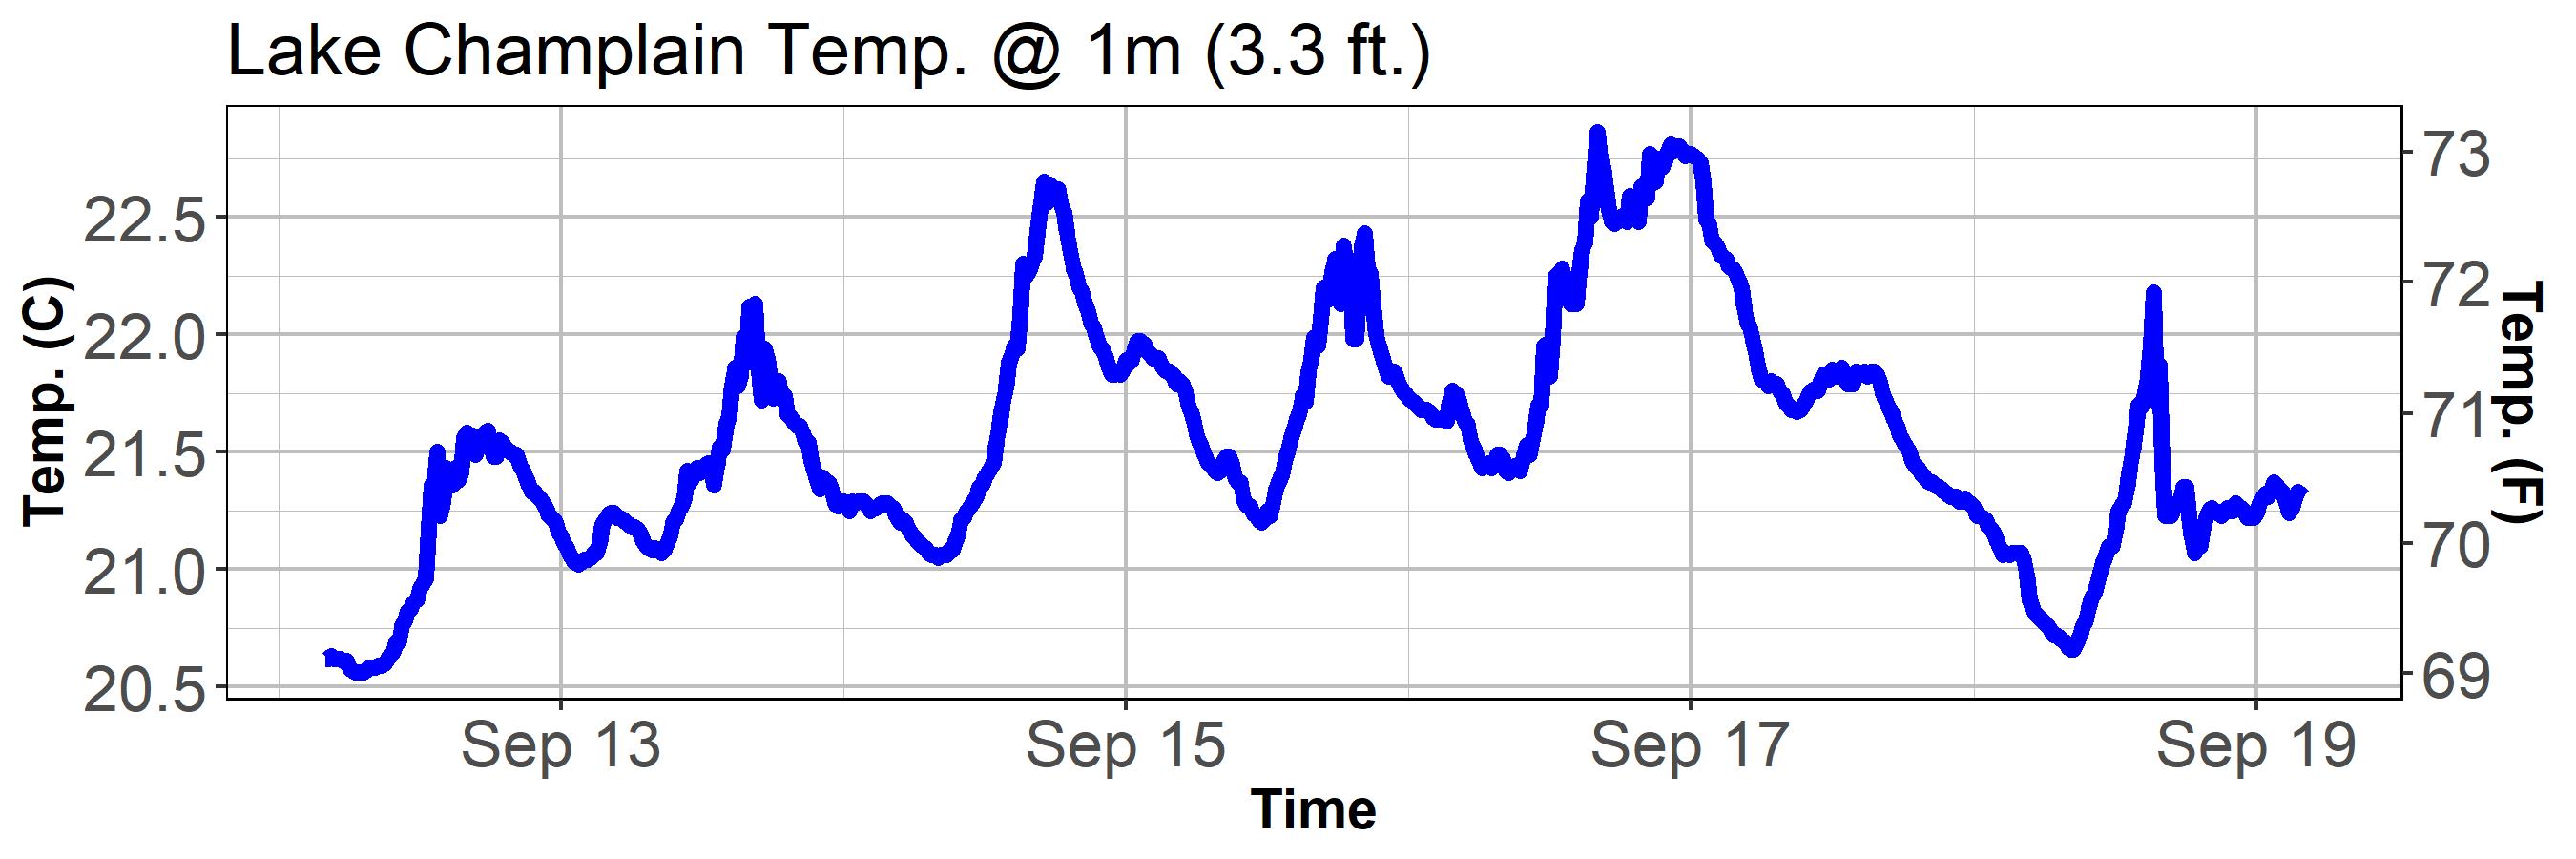 Lake Champlain Temp. @ 1m (3.3 ft.)
Temp. (C)
22.5
22.0
21.5
21.0
20.5
73
72
71
70
69
Temp. (F)
Sep 13
Sep 15
Sep 17
Sep 19
Time